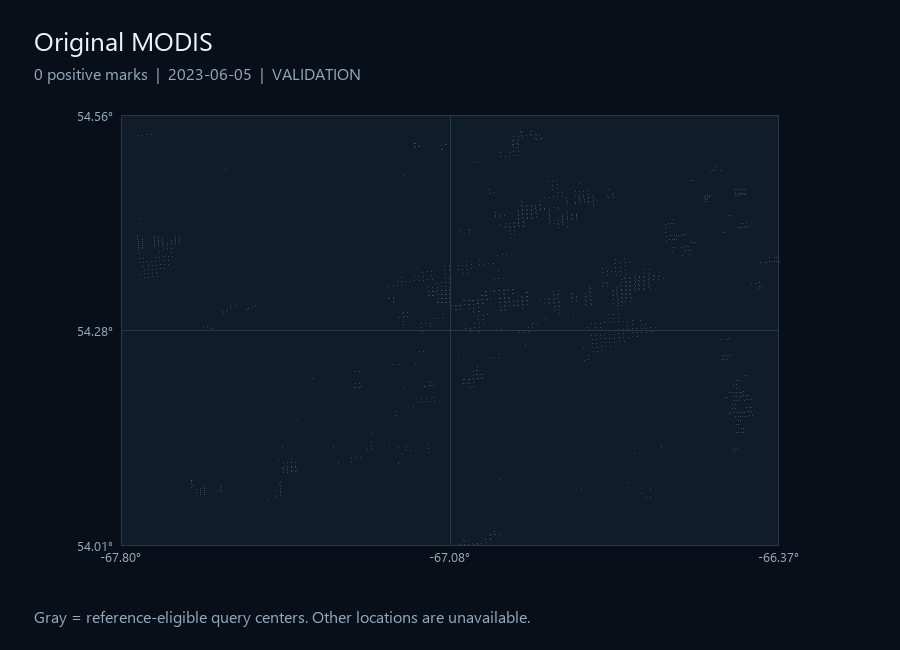 Original MODIS
0 positive marks | 2023-06-05 | VALIDATION
54.56°
54.28°
54.01°
-67.80°
-67.08°
-66.37°
Gray = reference-eligible query centers. Other locations are unavailable.